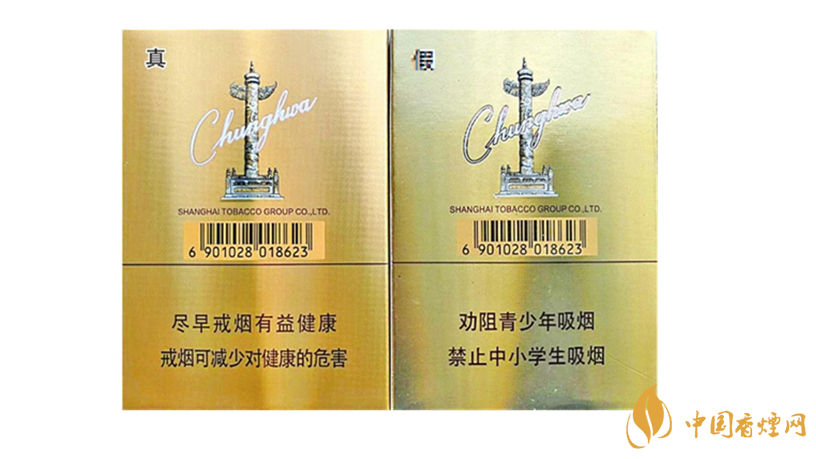 真
Chunghwa
SHANGHAI TOBACCO GROUP CO.,LTD.
6 901028 018623
尽早戒烟有益健康
戒烟可减少对健康的危害
假
Chunghwa
SHANGHAI TOBACCO GROUP CO.,LTD.
6 901028 018623
劝阻青少年吸烟
禁止中小学生吸烟
中国香煙网